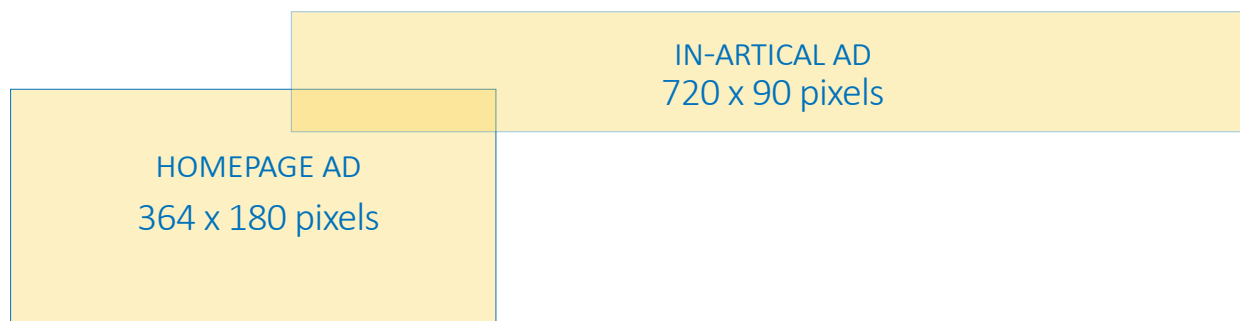 IN-ARTICAL AD
720 x 90 pixels
HOMEPAGE AD
364 x 180 pixels